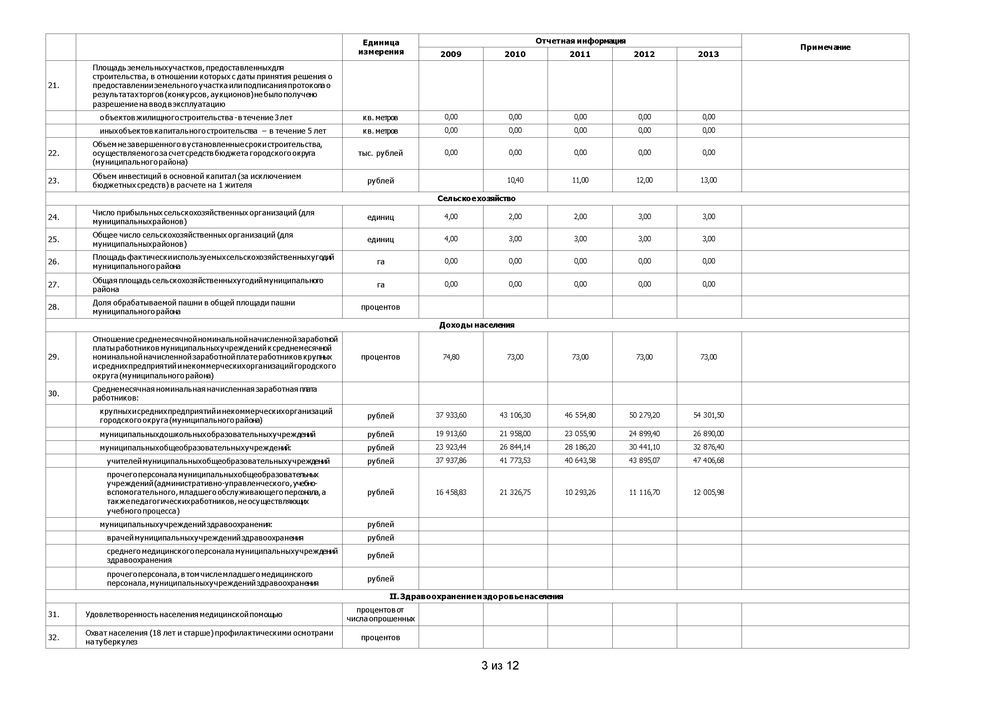 Единица
измерения
Отчетная информация
Примечание
2009 2010 2011 2012 2013
21.
Площадь земельных участков, предоставленных для
строительства, в отношении которых с даты принятия решения о
предоставлении земельного участка или подписания протокола о
результатах торгов (конкурсов, аукционов) не было получено
разрешение на ввод в эксплуатацию
объектов жилищного строительства - в течение 3 лет кв. метров 0,00 0,00 0,00 0,00 0,00
иных объектов капитального строительства – в течение 5 лет кв. метров 0,00 0,00 0,00 0,00 0,00
22.
Объем не завершенного в установленные сроки строительства,
осуществляемого за счет средств бюджета городского округа
(муниципального района)
тыс. рублей 0,00 0,00 0,00 0,00 0,00
23.
Объем инвестиций в основной капитал (за исключением
бюджетных средств) в расчете на 1 жителя
рублей 10,40 11,00 12,00 13,00
Сельское хозяйство
24.
Число прибыльных сельскохозяйственных организаций (для
муниципальных районов)
единиц 4,00 2,00 2,00 3,00 3,00
25.
Общее число сельскохозяйственных организаций (для
муниципальных районов)
единиц 4,00 3,00 3,00 3,00 3,00
26.
Площадь фактически используемых сельскохозяйственных угодий
муниципального района
га 0,00 0,00 0,00 0,00 0,00
27.
Общая площадь сельскохозяйственных угодий муниципального
района
га 0,00 0,00 0,00 0,00 0,00
28.
Доля обрабатываемой пашни в общей площади пашни
муниципального района
процентов
Доходы населения
29.
Отношение среднемесячной номинальной начисленной заработной
платы работников муниципальных учреждений к среднемесячной
номинальной начисленной заработной плате работников крупных
и средних предприятий и некоммерческих организаций городского
округа (муниципального района)
процентов 74,80 73,00 73,00 73,00 73,00
30.
Среднемесячная номинальная начисленная заработная плата
работников:
крупных и средних предприятий и некоммерческих организаций
городского округа (муниципального района)
рублей 37 933,60 43 106,30 46 554,80 50 279,20 54 301,50
муниципальных дошкольных образовательных учреждений рублей 19 913,60 21 958,00 23 055,90 24 899,40 26 890,00
муниципальных общеобразовательных учреждений: рублей 23 923,44 26 844,14 28 186,20 30 441,10 32 876,40
учителей муниципальных общеобразовательных учреждений рублей 37 937,86 41 773,53 40 643,58 43 895,07 47 406,68
прочего персонала муниципальных общеобразовательных
учреждений (административно-управленческого, учебно-
вспомогательного, младшего обслуживающего персонала, а
также педагогических работников, не осуществляющих
учебного процесса)
рублей 16 458,83 21 326,75 10 293,26 11 116,70 12 005,98
муниципальных учреждений здравоохранения: рублей
врачей муниципальных учреждений здравоохранения рублей
среднего медицинского персонала муниципальных учреждений
здравоохранения
рублей
прочего персонала, в том числе младшего медицинского
персонала, муниципальных учреждений здравоохранения
рублей
II. Здравоохранение и здоровье населения
31.
Удовлетворенность населения медицинской помощью
процентов от
числа опрошенных
32.
Охват населения (18 лет и старше) профилактическими осмотрами
на туберкулез
процентов
3 из 12